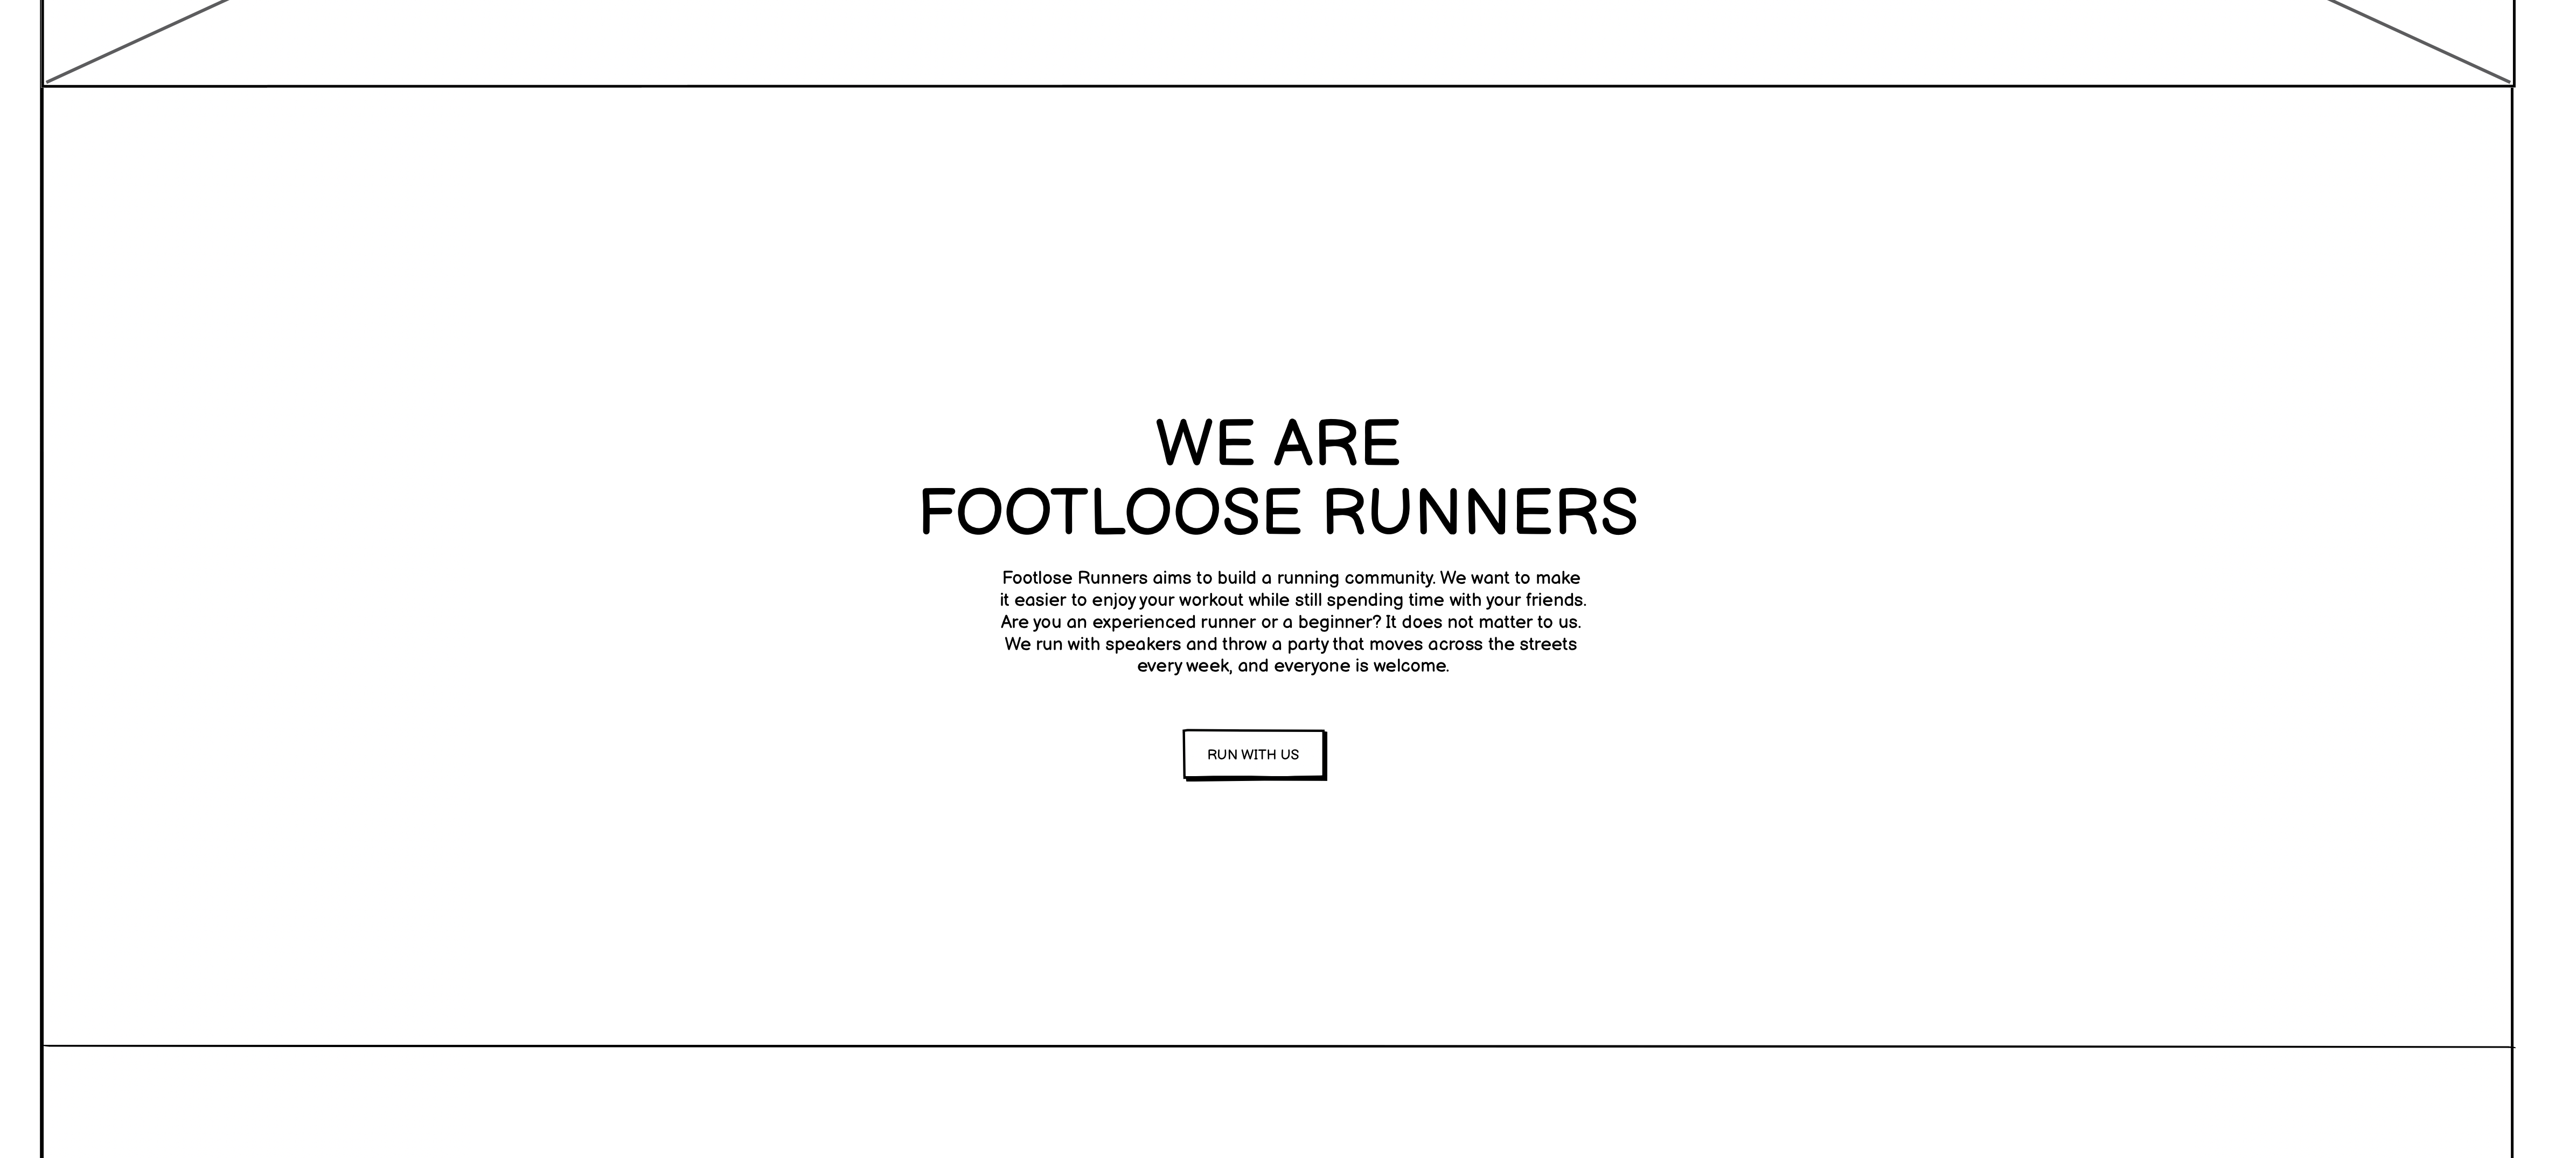 WE ARE
FOOTLOOSE RUNNERS
Footlose Runners aims to build a running community. We want to make
it easier to enjoy your workout while still spending time with your friends.
Are you an experienced runner or a beginner? It does not matter to us.
We run with speakers and throw a party that moves across the streets
every week, and everyone is welcome.
RUN WITH US